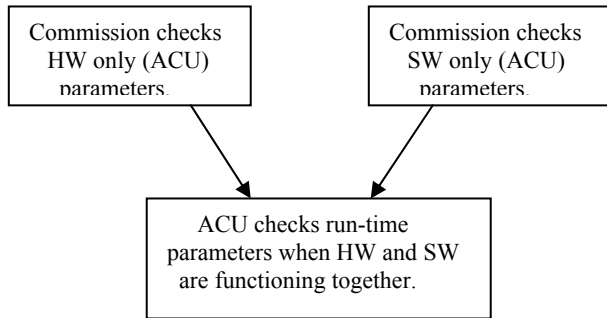 Commission checks
HW only (ACU)
parameters.
Commission checks
SW only (ACU)
parameters.
ACU checks run-time
parameters when HW and SW
are functioning together.